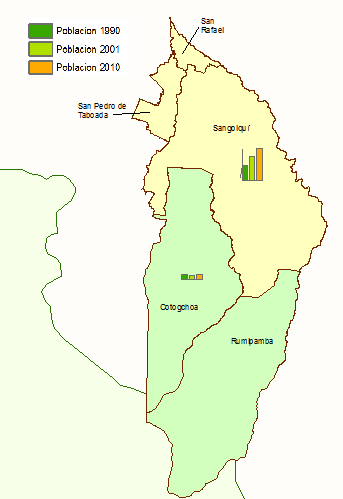 Poblacion 1990
Poblacion 2001
Poblacion 2010
San
Rafael
San Pedro de
Taboada
Sangolquí
Cotogchoa
Rumipamba